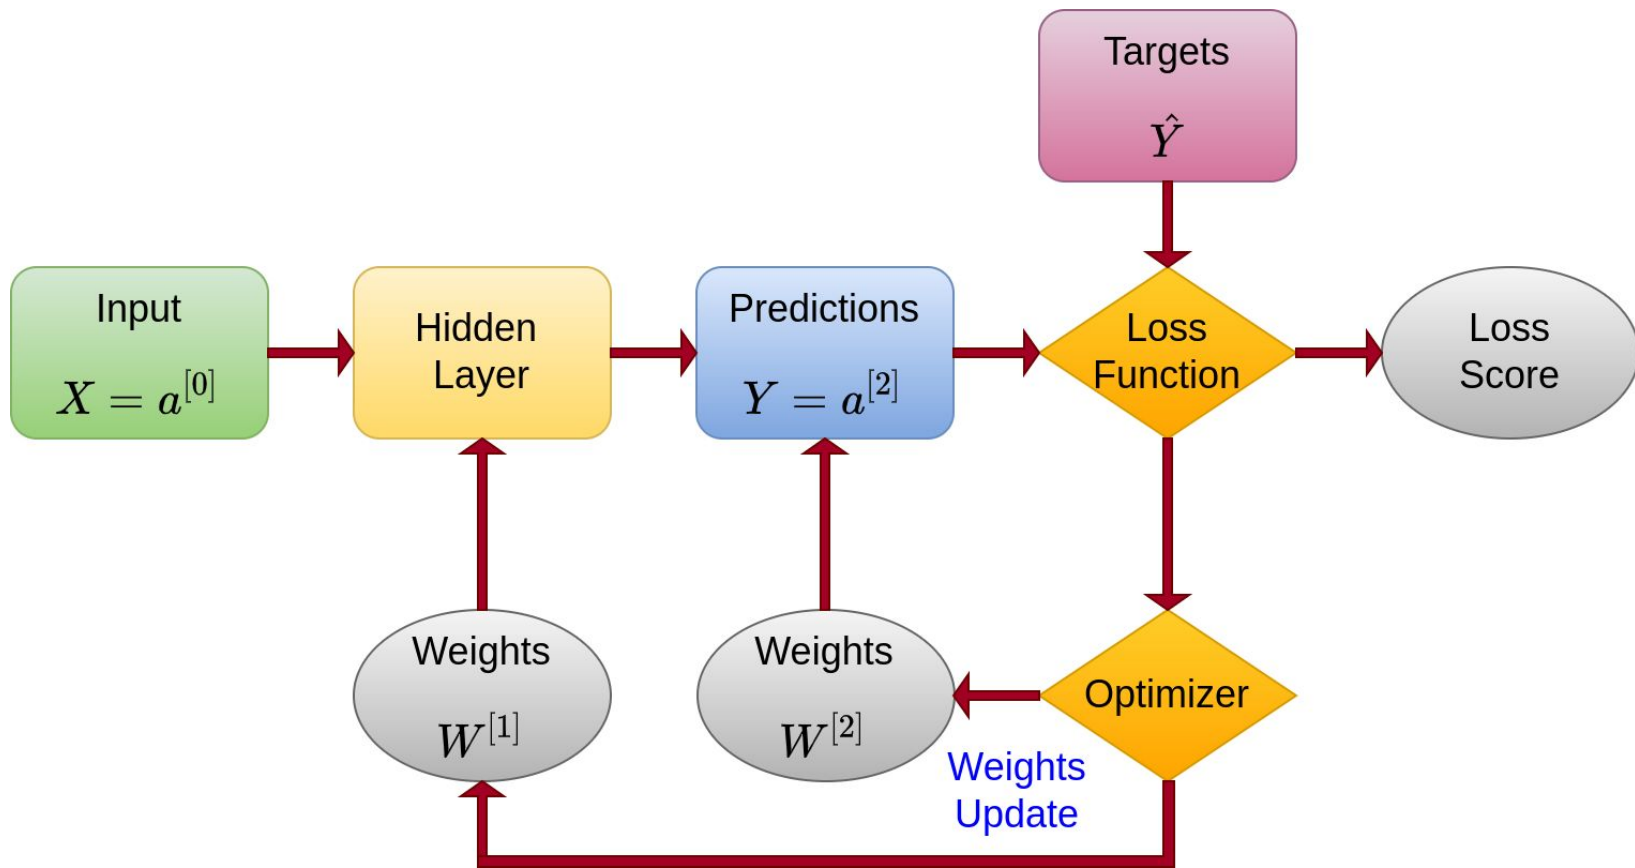 Targets
Ŷ
Input
X = a^[0]
Hidden
Layer
Predictions
Y = a^[2]
Loss
Function
Loss
Score
Weights
W^[1]
Weights
W^[2]
Optimizer
Weights
Update